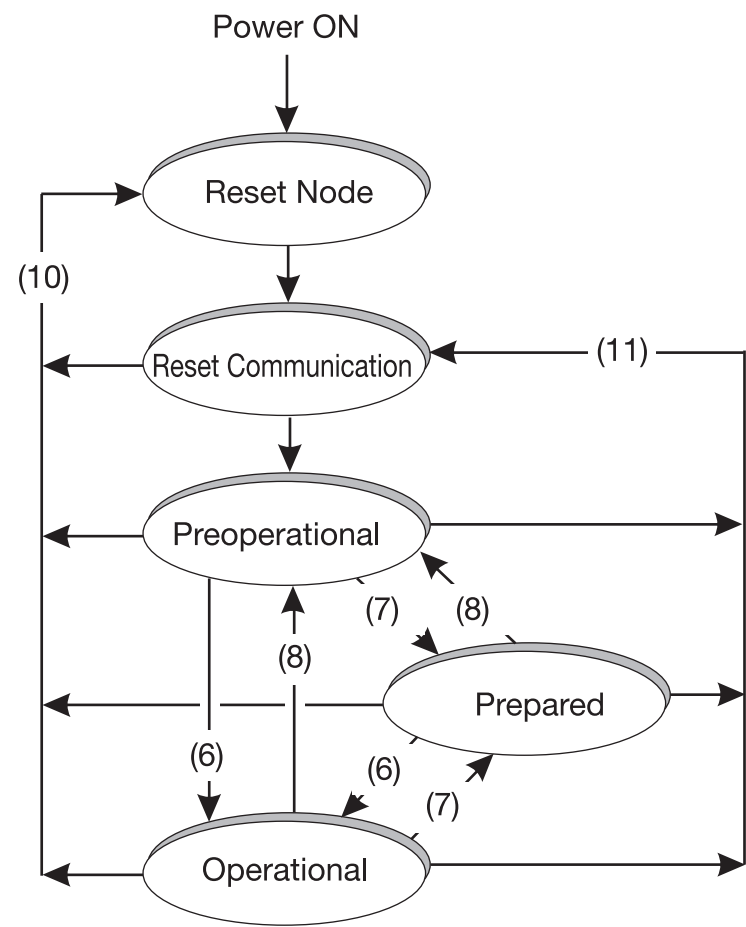 Power ON
Reset Node
(10)
Reset Communication
(11)
Preoperational
(7)
(8)
(8)
Prepared
(6)
(6)
(7)
Operational